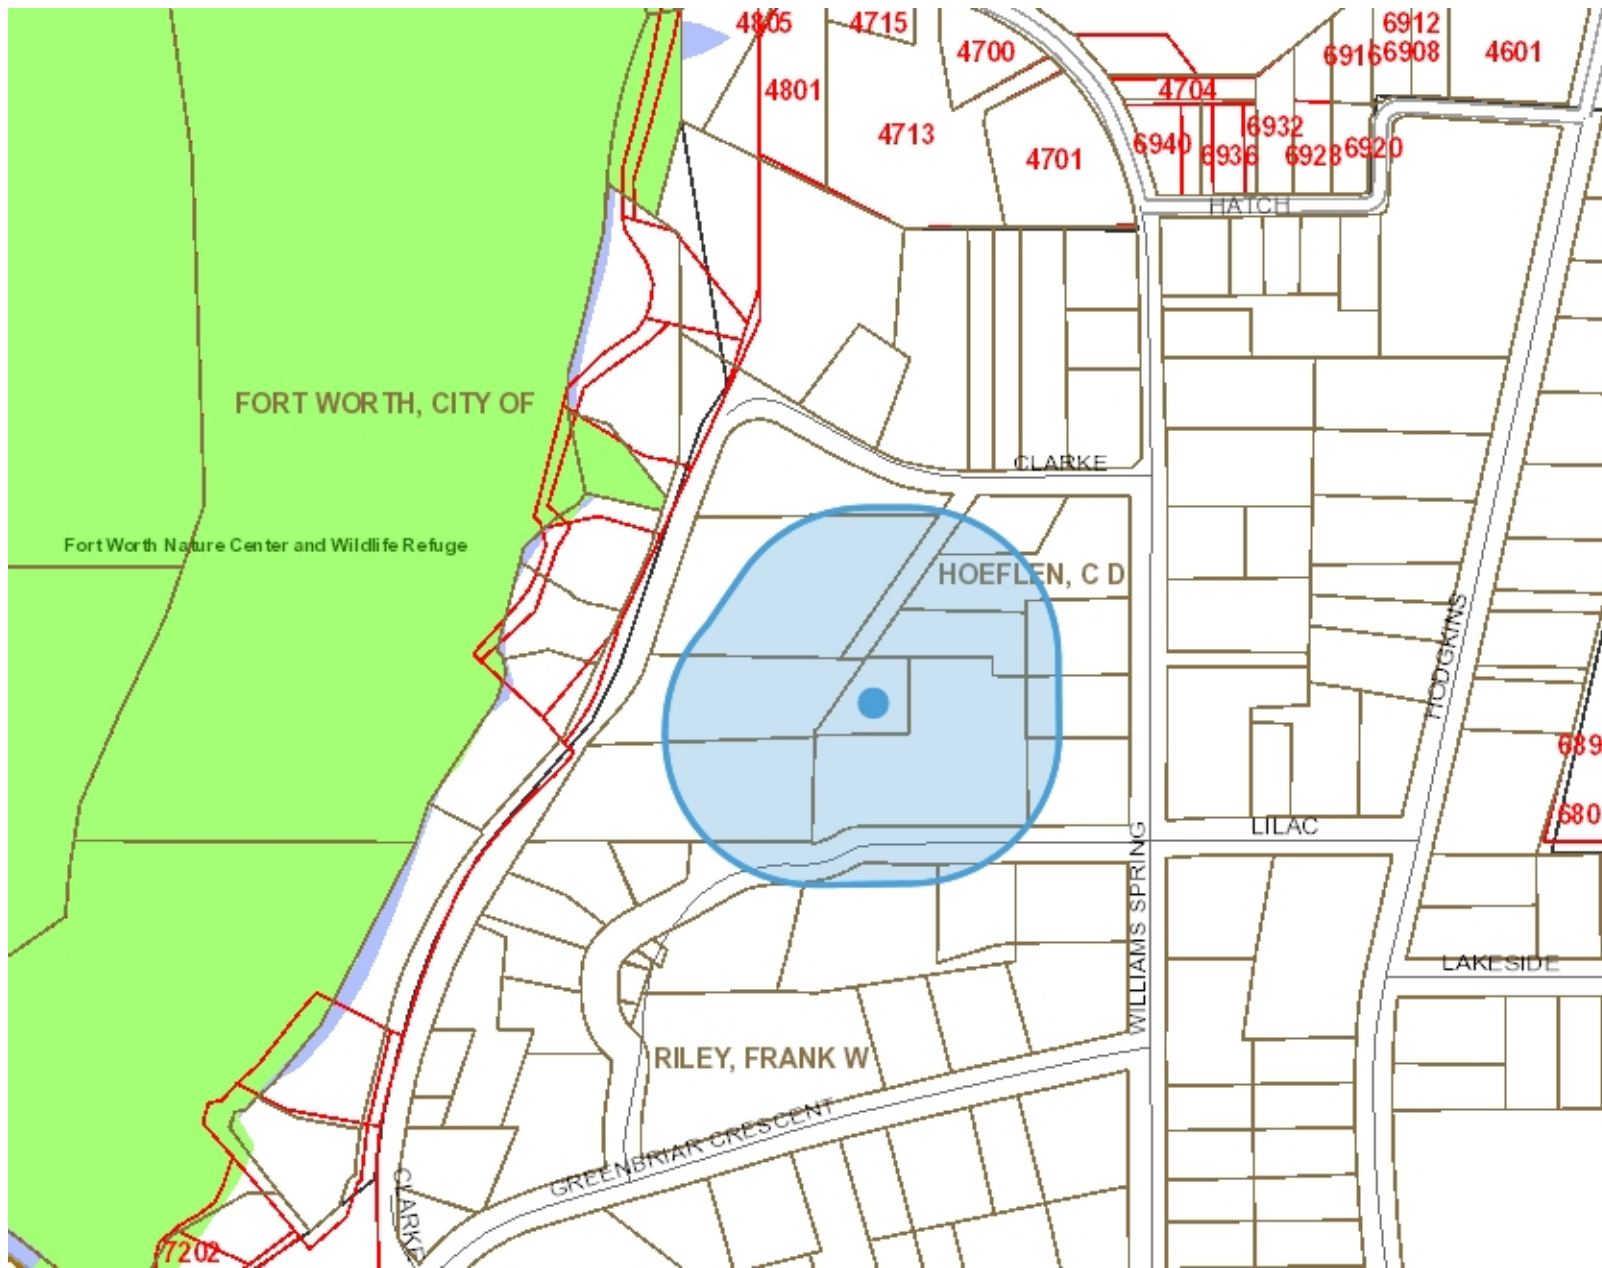 4805
4715
6912
4700
6916
6908
4601
4801
4704
4713
6932
6940
6936
6928
6920
4701
HATCH
FORT WORTH, CITY OF
CLARKE
Fort Worth Nature Center and Wildlife Refuge
HOEFLEN, C D
HODGKINS
689
680
LILAC
WILLIAMS SPRING
LAKESIDE
RILEY, FRANK W
GREENBRIAR CRESCENT
CLARKE
7202